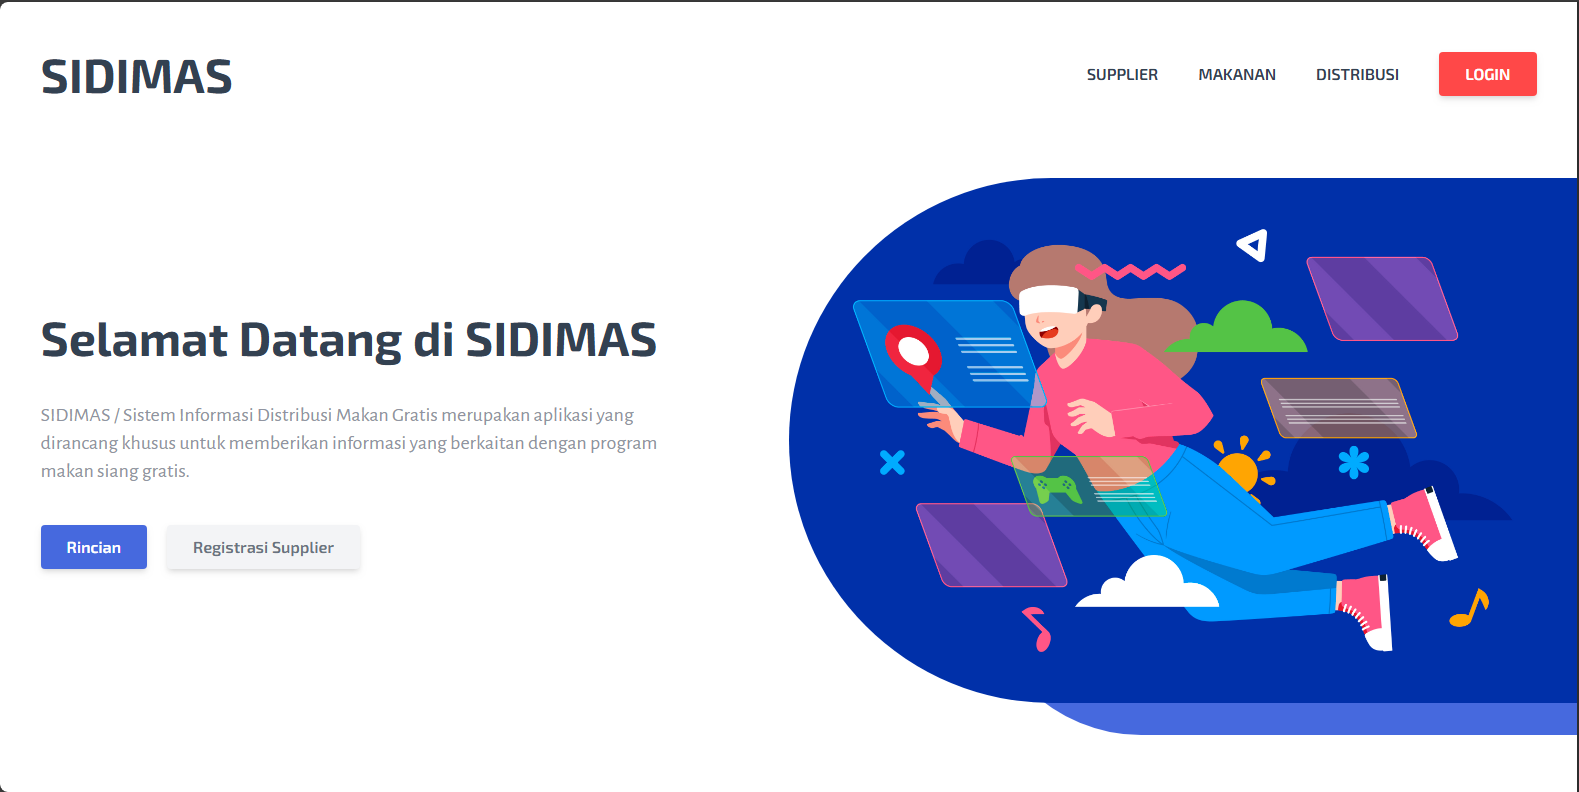 SIDIMAS
SUPPLIER
MAKANAN
DISTRIBUSI
LOGIN
Selamat Datang di SIDIMAS
SIDIMAS / Sistem Informasi Distribusi Makan Gratis merupakan aplikasi yang
dirancang khusus untuk memberikan informasi yang berkaitan dengan program
makan siang gratis.
Rincian
Registrasi Supplier